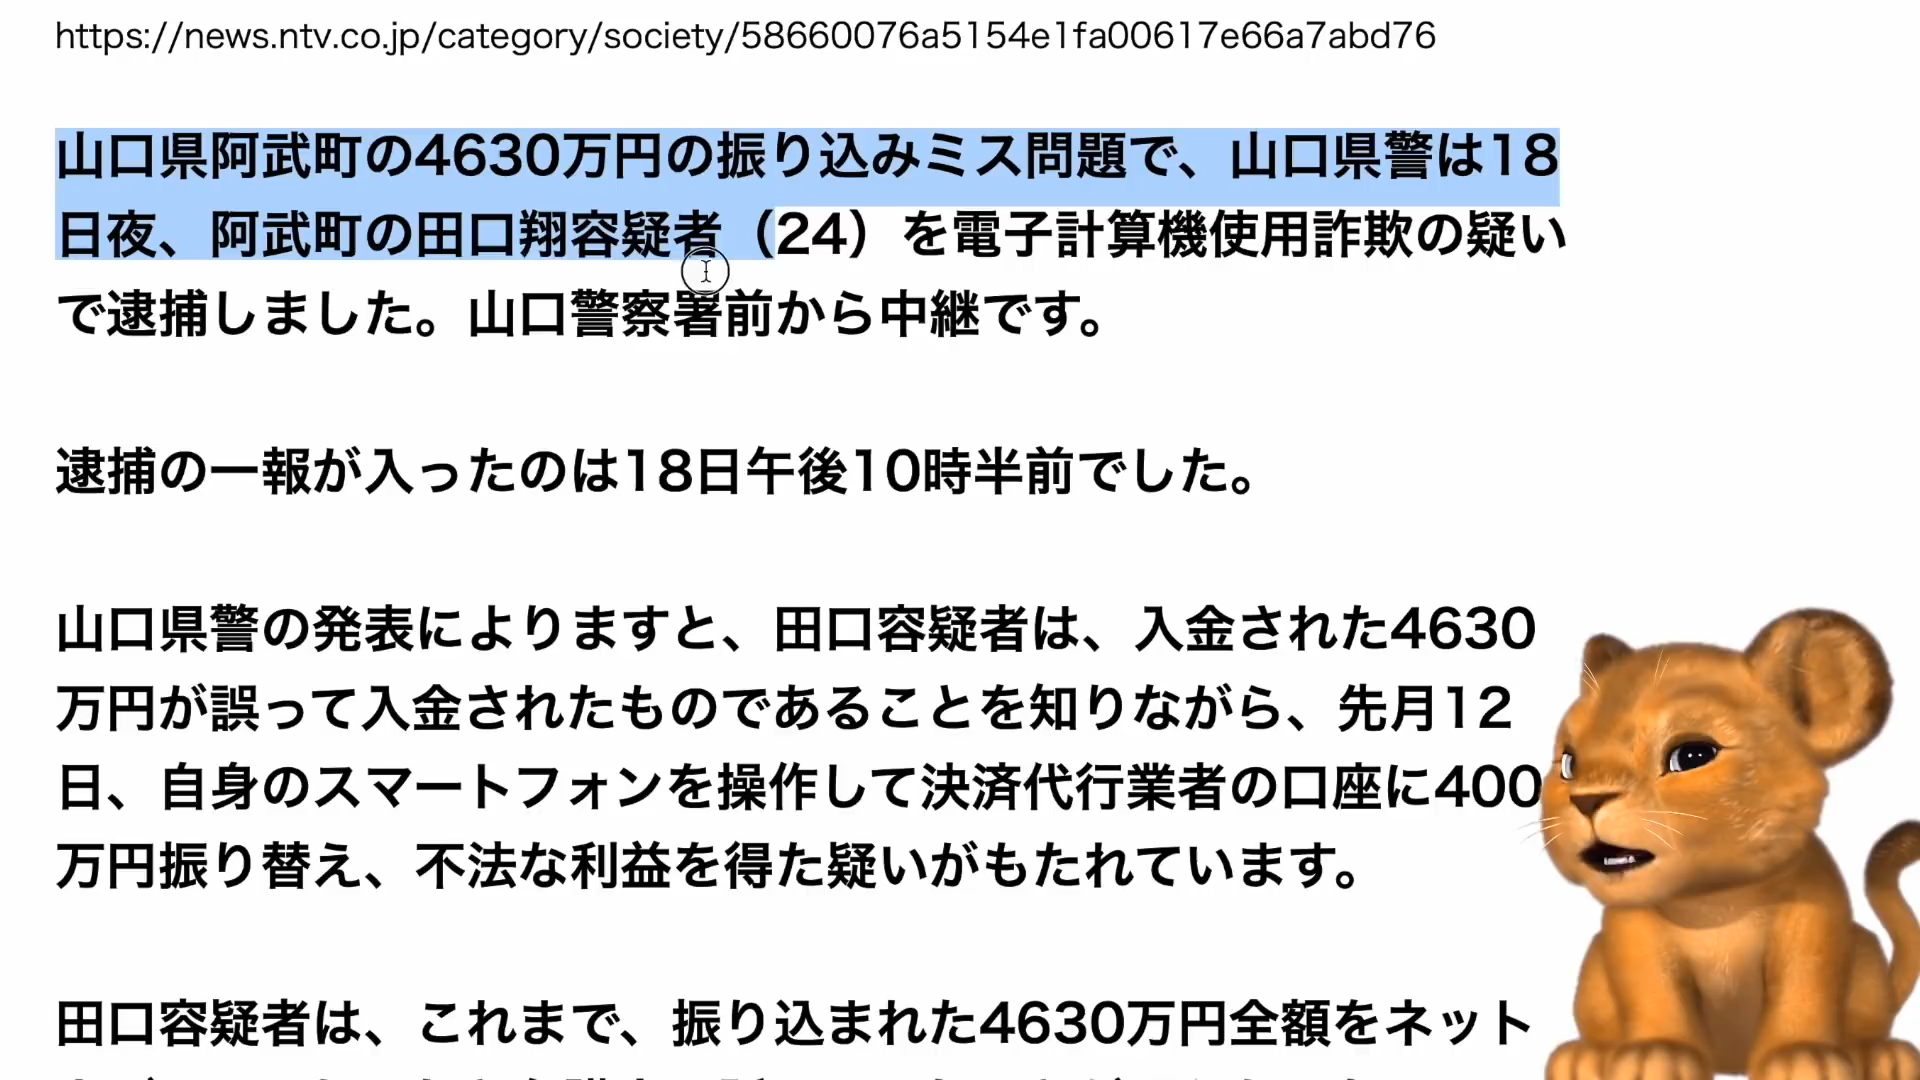 https://news.ntv.co.jp/category/society/58660076a5154e1fa00617e66a7abd76
山口県阿武町の4630万円の振り込みミス問題で、山口県警は18
日夜、阿武町の田口翔容疑者（24）を電子計算機使用詐欺の疑い
で逮捕しました。山口警察署前から中継です。
逮捕の一報が入ったのは18日午後10時半前でした。
山口県警の発表によりますと、田口容疑者は、入金された4630
万円が誤って入金されたものであることを知りながら、先月12
日、自身のスマートフォンを操作して決済代行業者の口座に400
万円振り替え、不法な利益を得た疑いがもたれています。
田口容疑者は、これまで、振り込まれた4630万円全額をネット